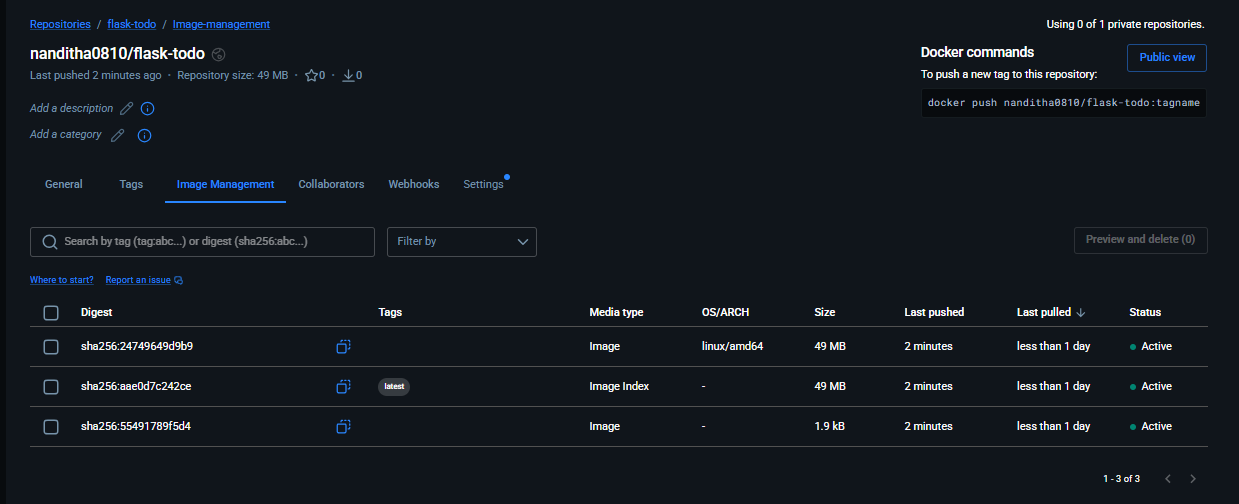 Repositories / flask-todo / Image-management
Using 0 of 1 private repositories.
nanditha0810/flask-todo
Last pushed 2 minutes ago · Repository size: 49 MB · 0 · 0
Docker commands
Public view
To push a new tag to this repository:
docker push nanditha0810/flask-todo:tagname
Add a description
Add a category
General Tags Image Management Collaborators Webhooks Settings
Search by tag (tag:abc...) or digest (sha256:abc...)
Filter by
Preview and delete (0)
Where to start? Report an issue
Digest Tags Media type OS/ARCH Size Last pushed Last pulled Status
sha256:24749649d9b9 Image linux/amd64 49 MB 2 minutes less than 1 day Active
sha256:aae0d7c242ce latest Image Index - 49 MB 2 minutes less than 1 day Active
sha256:55491789f5d4 Image - 1.9 kB 2 minutes less than 1 day Active
1 - 3 of 3